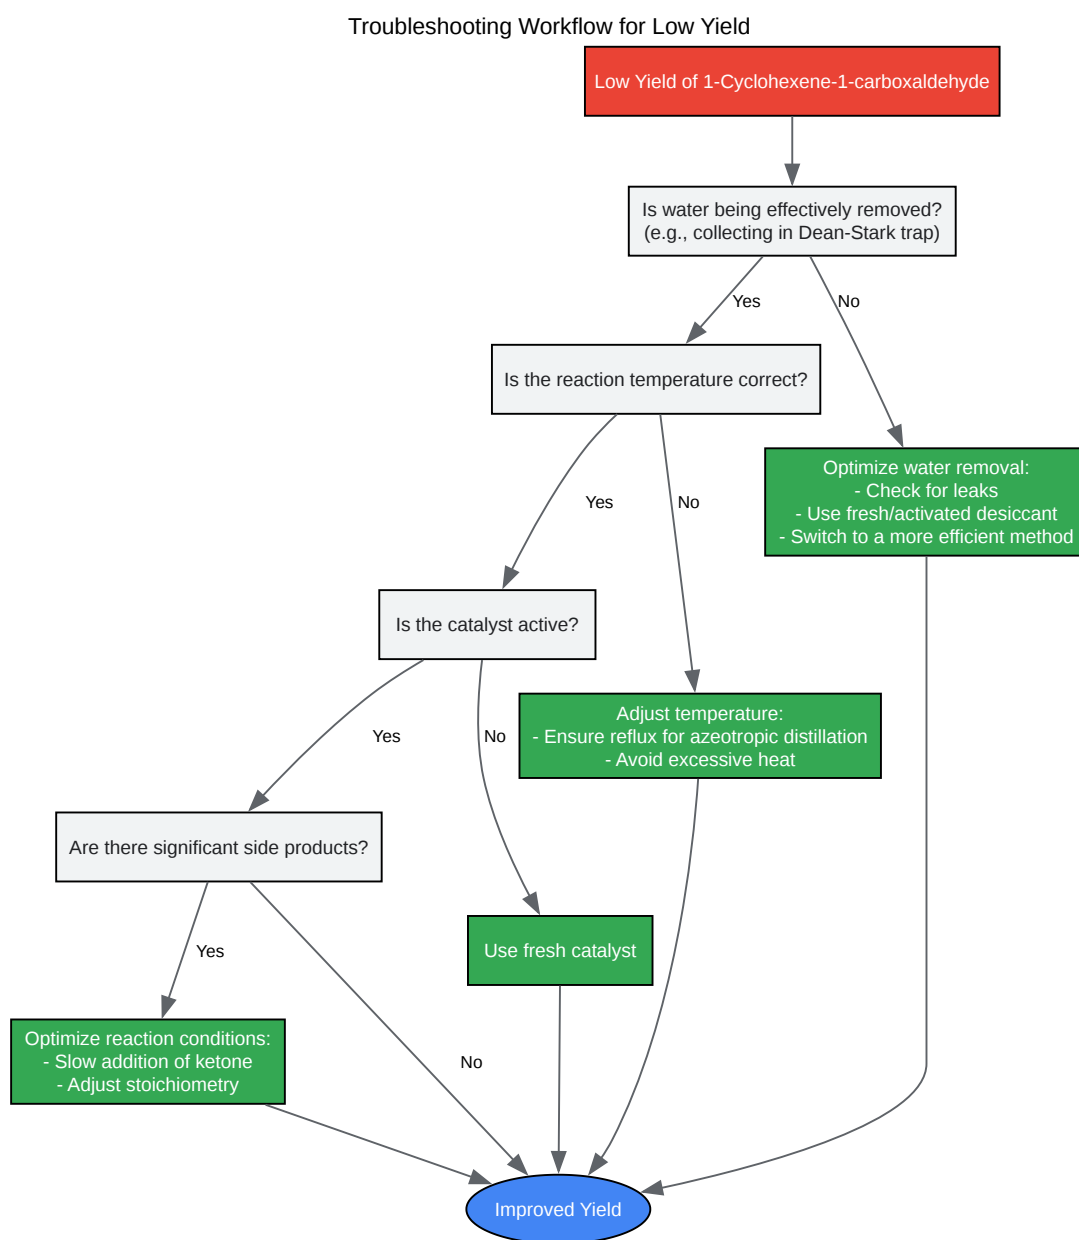 Troubleshooting Workflow for Low Yield
Low Yield of 1-Cyclohexene-1-carboxaldehyde
Is water being effectively removed?
(e.g., collecting in Dean-Stark trap)
Yes
No
Is the reaction temperature correct?
Optimize water removal:
- Check for leaks
- Use fresh/activated desiccant
- Switch to a more efficient method
Yes
No
Is the catalyst active?
Adjust temperature:
- Ensure reflux for azeotropic distillation
- Avoid excessive heat
Yes
No
Are there significant side products?
Use fresh catalyst
Yes
No
Optimize reaction conditions:
- Slow addition of ketone
- Adjust stoichiometry
Improved Yield